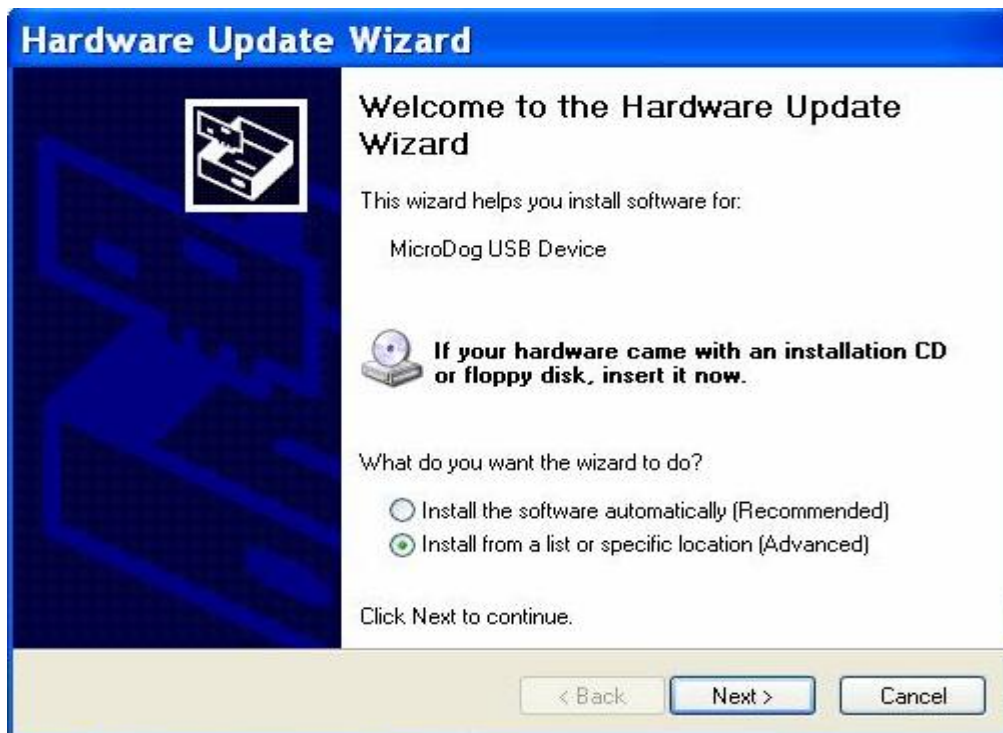 Hardware Update Wizard
Welcome to the Hardware Update
Wizard
This wizard helps you install software for:
MicroDog USB Device
If your hardware came with an installation CD
or floppy disk, insert it now.
What do you want the wizard to do?
Install the software automatically (Recommended)
Install from a list or specific location (Advanced)
Click Next to continue.
< Back
Next >
Cancel